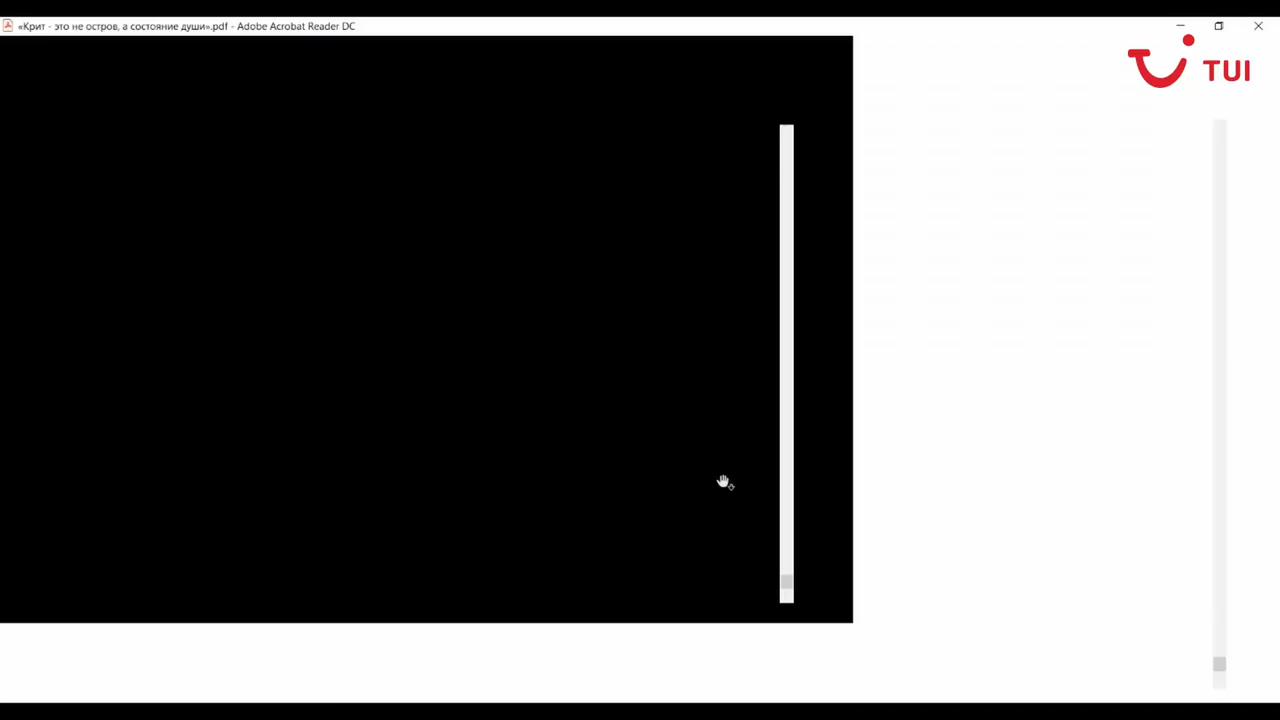 «Крит - это не остров, а состояние души».pdf - Adobe Acrobat Reader DC
TUI